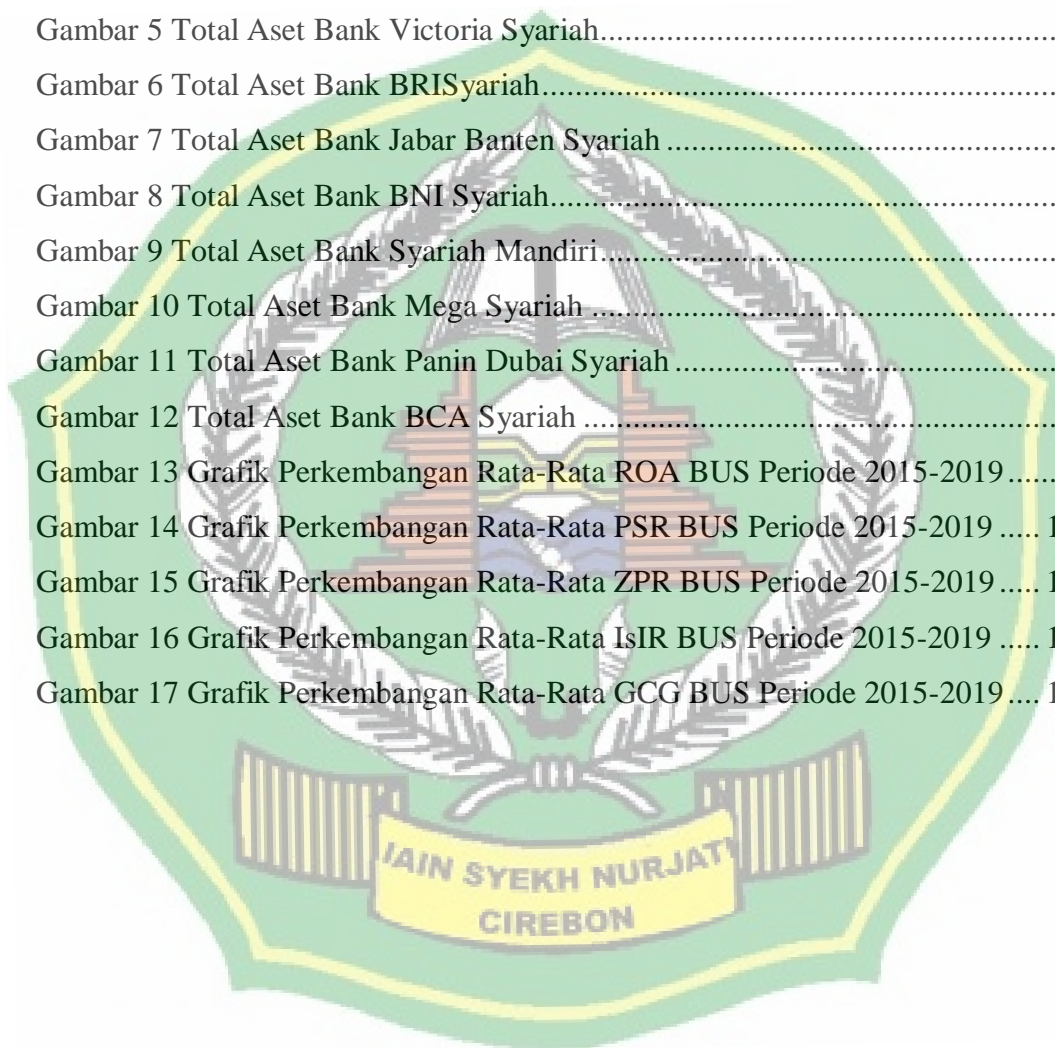 Gambar 5 Total Aset Bank Victoria Syariah......................................................
Gambar 6 Total Aset Bank BRISyariah.............................................................
Gambar 7 Total Aset Bank Jabar Banten Syariah ..............................................
Gambar 8 Total Aset Bank BNI Syariah............................................................
Gambar 9 Total Aset Bank Syariah Mandiri......................................................
Gambar 10 Total Aset Bank Mega Syariah .......................................................
Gambar 11 Total Aset Bank Panin Dubai Syariah .............................................
Gambar 12 Total Aset Bank BCA Syariah ........................................................
Gambar 13 Grafik Perkembangan Rata-Rata ROA BUS Periode 2015-2019 ......
Gambar 14 Grafik Perkembangan Rata-Rata PSR BUS Periode 2015-2019 ..... 1
Gambar 15 Grafik Perkembangan Rata-Rata ZPR BUS Periode 2015-2019 ..... 1
Gambar 16 Grafik Perkembangan Rata-Rata IsIR BUS Periode 2015-2019 ..... 1
Gambar 17 Grafik Perkembangan Rata-Rata GCG BUS Periode 2015-2019 .... 1
IAIN SYEKH NURJATI
CIREBON